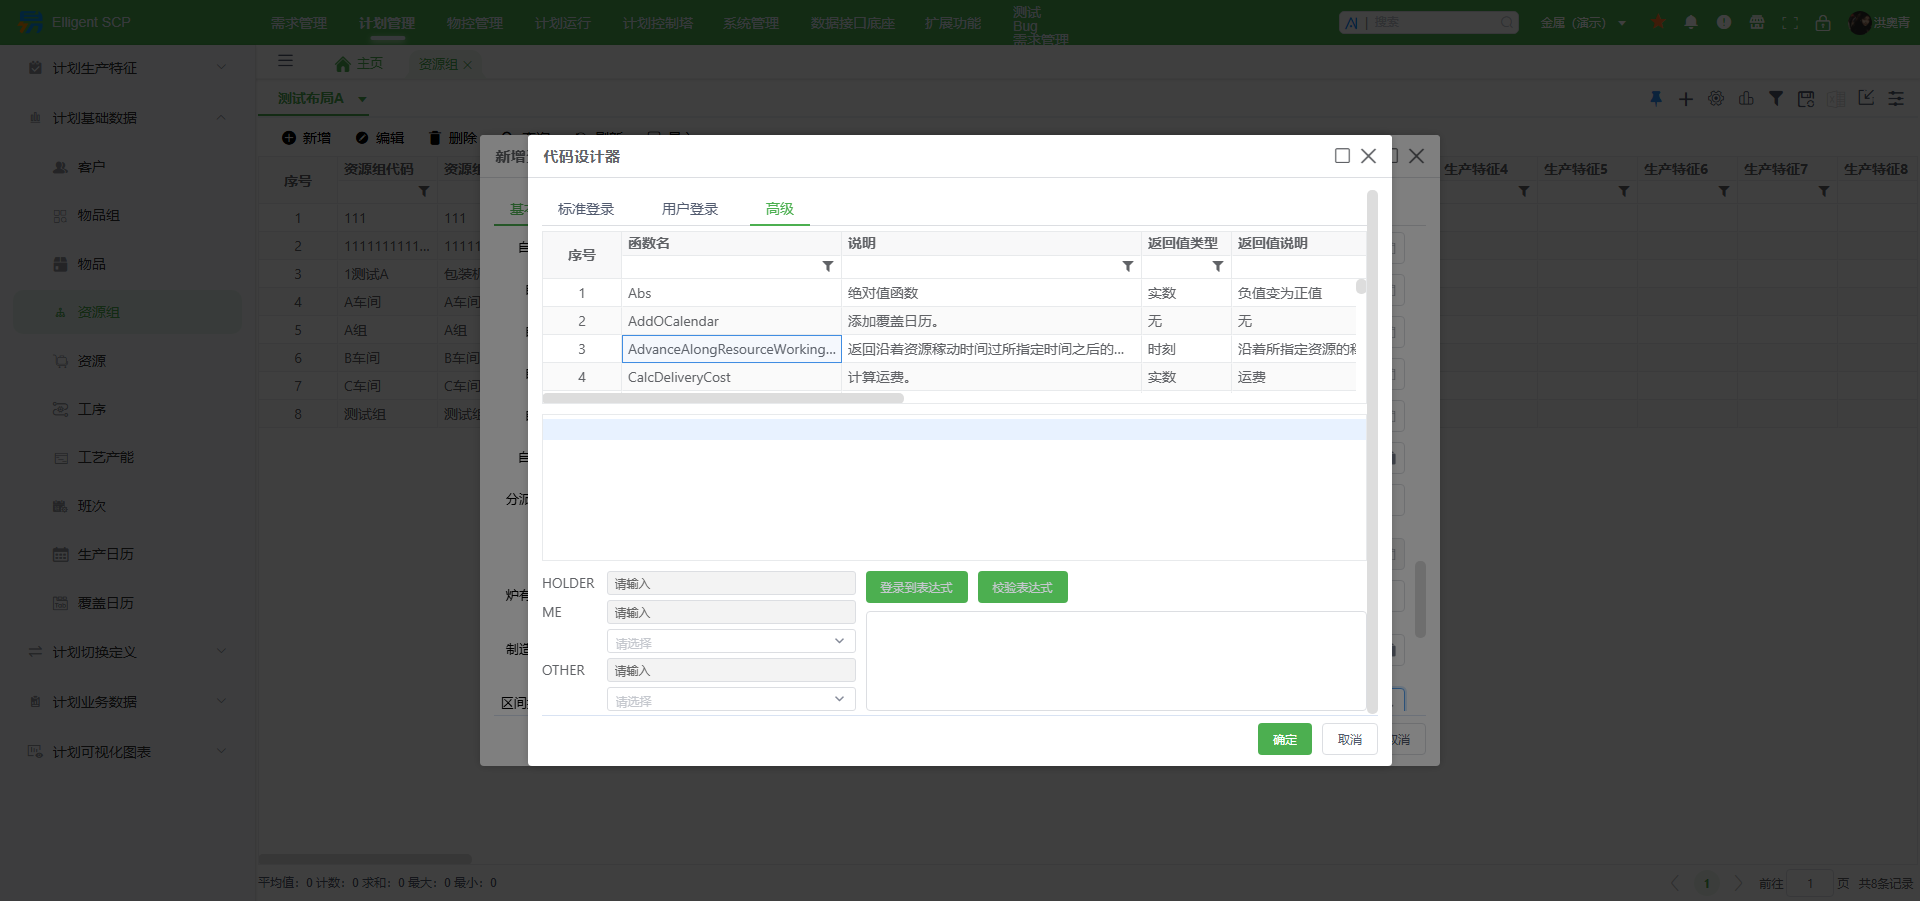 Elligent SCP
需求管理
计划管理
物控管理
计划运行
计划控制塔
系统管理
数据接口底座
扩展功能
测试
Bug
需求管理
AI | 搜索
金属（演示）
洪奥青
计划生产特征
计划基础数据
客户
物品组
物品
资源组
资源
工序
工艺产能
班次
生产日历
覆盖日历
计划切换定义
计划业务数据
计划可视化图表
主页
资源组
测试布局A
新增
编辑
删除
序号
资源组代码
生产特征4
生产特征5
生产特征6
生产特征7
生产特征8
1 111 111
2 1111111111... 
3 1测试A
4 A车间 A车间
5 A组 A组
6 B车间 B车间
7 C车间 C车间
8 测试组
新增
代码设计器
标准登录
用户登录
高级
序号 函数名 说明 返回值类型 返回值说明
1 Abs 绝对值函数 实数 负值变为正值
2 AddOCalendar 添加覆盖日历。 无 无
3 AdvanceAlongResourceWorking... 返回沿着资源稼动时间过所指定时间之后的... 时刻 沿着所指定资源的
4 CalcDeliveryCost 计算运费。 实数 运费
HOLDER 请输入
登录到表达式
校验表达式
ME 请输入
请选择
OTHER 请输入
请选择
确定
取消
平均值：0 计数：0 求和：0 最大：0 最小：0
1
前往 1 页 共8条记录